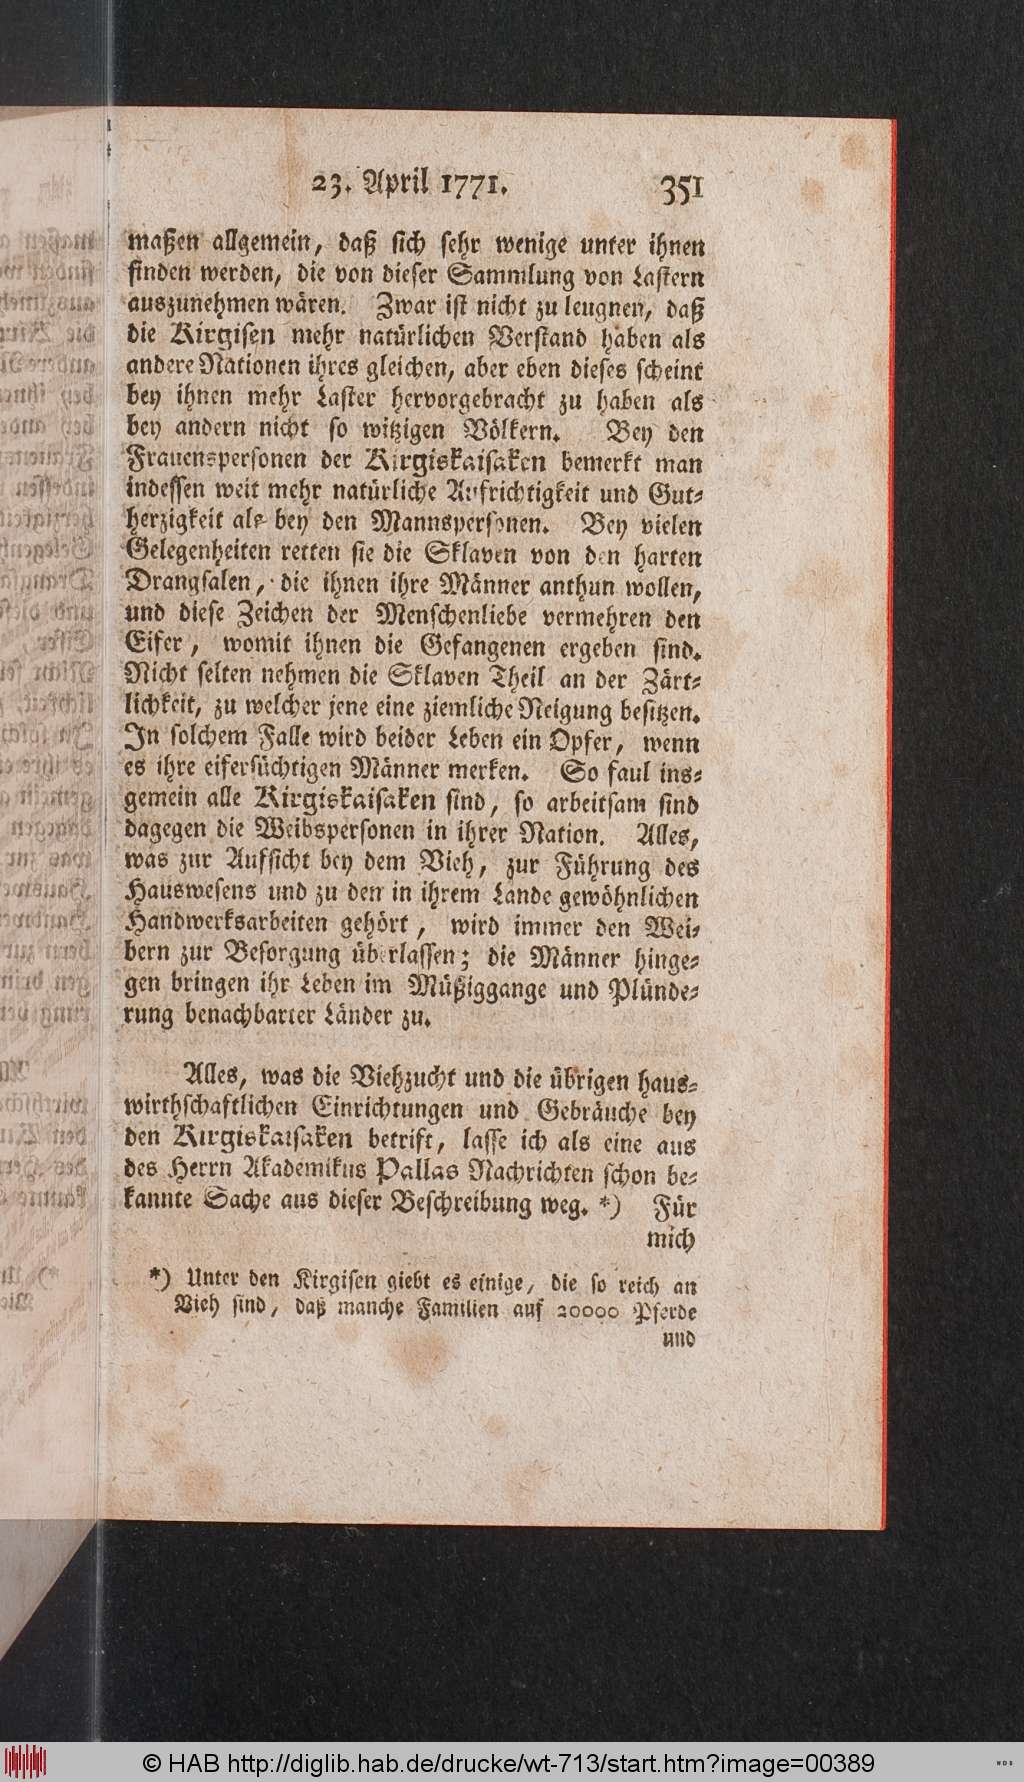 23. April 1771. 351
maßen allgemein, daß sich sehr wenige unter ihnen
finden werden, die von dieser Sammlung von Lastern
auszunehmen wären. Zwar ist nicht zu leugnen, daß
die Kirgisen mehr natürlichen Verstand haben als
andere Nationen ihres gleichen, aber eben dieses scheint
bey ihnen mehr Laster hervorgebracht zu haben als
bey andern nicht so witzigen Völkern. Bey den
Frauenspersonen der Kirgiskaisaken bemerkt man
indessen weit mehr natürliche Aufrichtigkeit und Gut-
herzigkeit als bey den Mannspersonen. Bey vielen
Gelegenheiten retten sie die Sklaven von den harten
Drangsalen, die ihnen ihre Männer anthun wollen,
und diese Zeichen der Menschenliebe vermehren den
Eifer, womit ihnen die Gefangenen ergeben sind.
Nicht selten nehmen die Sklaven Theil an der Zärt-
lichkeit, zu welcher jene eine ziemliche Neigung besitzen.
In solchem Falle wird beider Leben ein Opfer, wenn
es ihre eifersüchtigen Männer merken. So faul ins-
gemein alle Kirgiskaisaken sind, so arbeitsam sind
dagegen die Weibspersonen in ihrer Nation. Alles,
was zur Aufsicht bey dem Vieh, zur Führung des
Hauswesens und zu den in ihrem Lande gewöhnlichen
Handwerksarbeiten gehört, wird immer den Wei-
bern zur Besorgung überlassen; die Männer hinge-
gen bringen ihr Leben im Müßiggange und Plünde-
rung benachbarter Länder zu.
Alles, was die Viehzucht und die übrigen haus-
wirthschaftlichen Einrichtungen und Gebräuche bey
den Kirgiskaisaken betrift, lasse ich als eine aus
des Herrn Akademikus Pallas Nachrichten schon be-
kannte Sache aus dieser Beschreibung weg. *) Für
mich
*) Unter den Kirgisen giebt es einige, die so reich an
Vieh sind, daß manche Familien auf 20000 Pferde
und
© HAB http://diglib.hab.de/drucke/wt-713/start.htm?image=00389